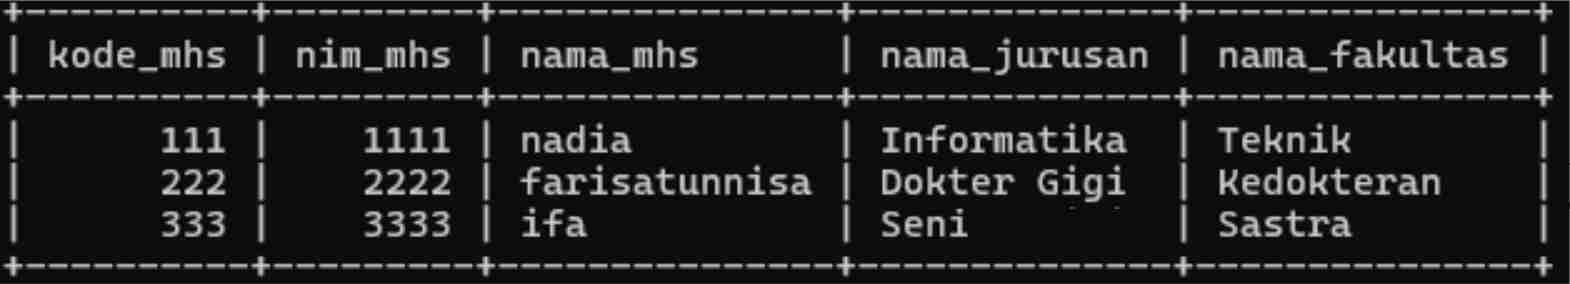 +-----------+----------+----------------+---------------+----------------+
| kode_mhs | nim_mhs | nama_mhs | nama_jurusan | nama_fakultas |
+-----------+----------+----------------+---------------+----------------+
| 111 | 1111 | nadia | Informatika | Teknik |
| 222 | 2222 | farisatunnisa | Dokter Gigi | Kedokteran |
| 333 | 3333 | ifa | Seni | Sastra |
+-----------+----------+----------------+---------------+----------------+